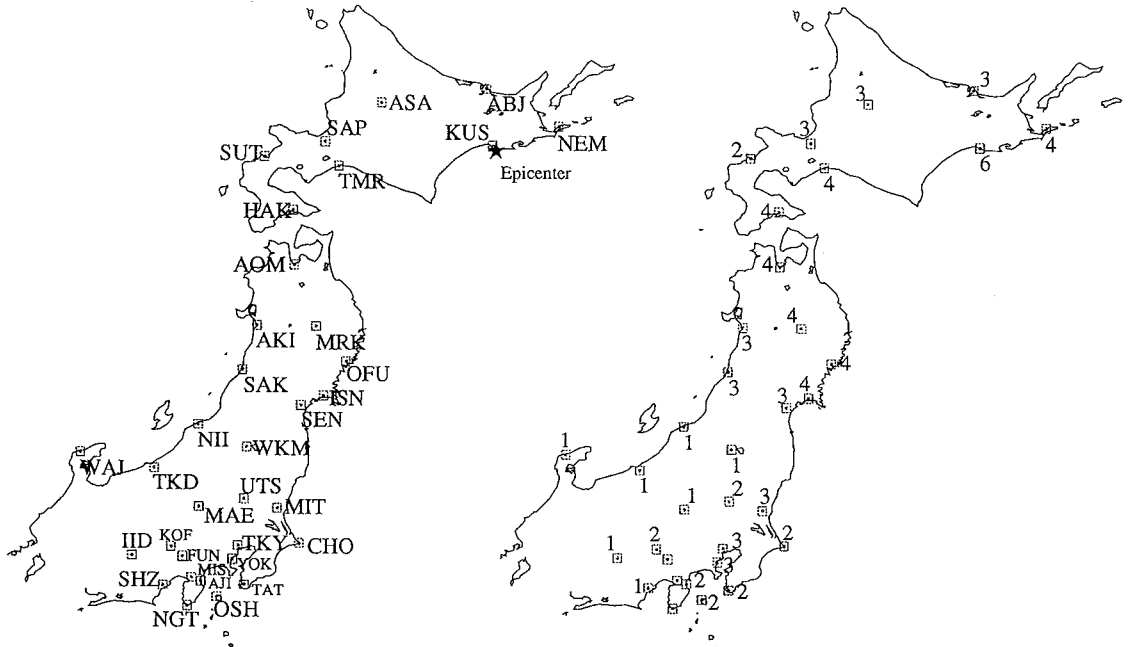 ASA
ABJ
SAP
KUS
NEM
SUT
Epicenter
TMR
HAK
AOM
AKI
MRK
OFU
SAK
ISN
SEN
NII
WKM
WAJ
TKD
UTS
MAE
MIT
IID
KOF
TKY
CHO
FUN
YOK
MIS
SHZ
AJI
TAT
OSH
NGT
3
3
3
4
2
6
4
4
4
4
3
4
3
4
3
1
1
1
1
2
1
3
1
2
3
2
3
1
2
2
2